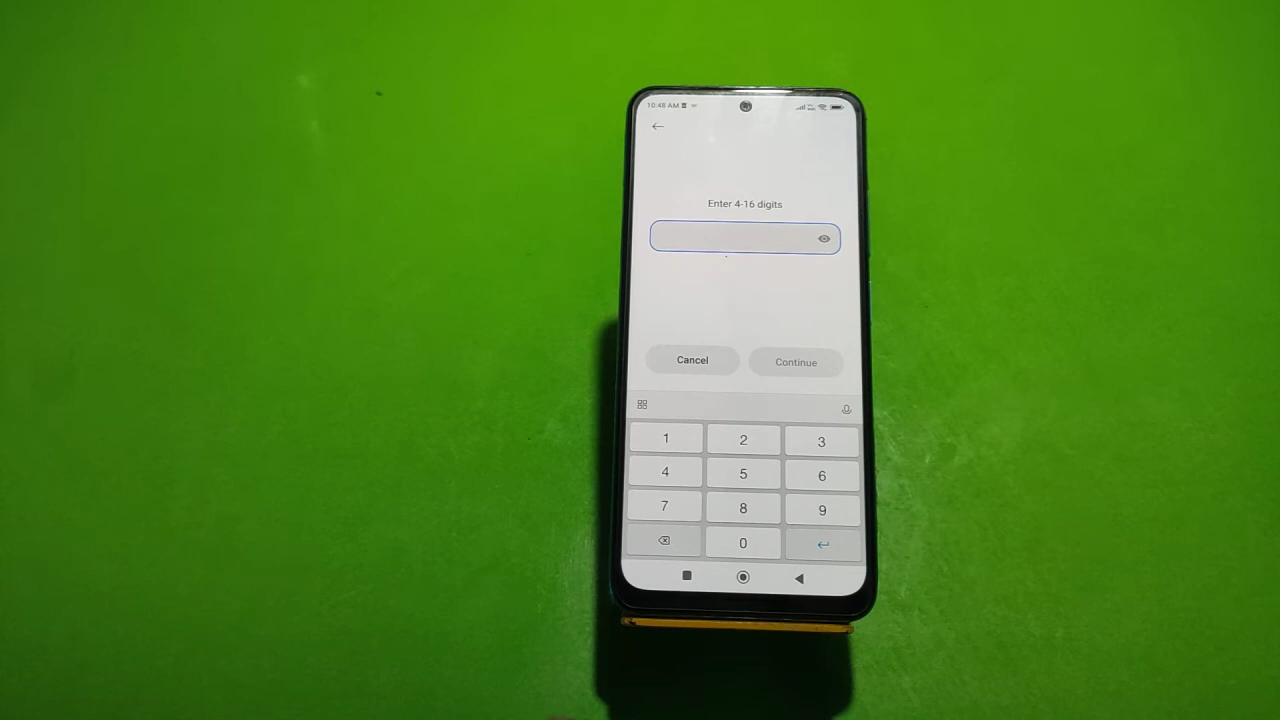 10:48 AM
Enter 4-16 digits
Cancel Continue
1 2 3
4 5 6
7 8 9
0